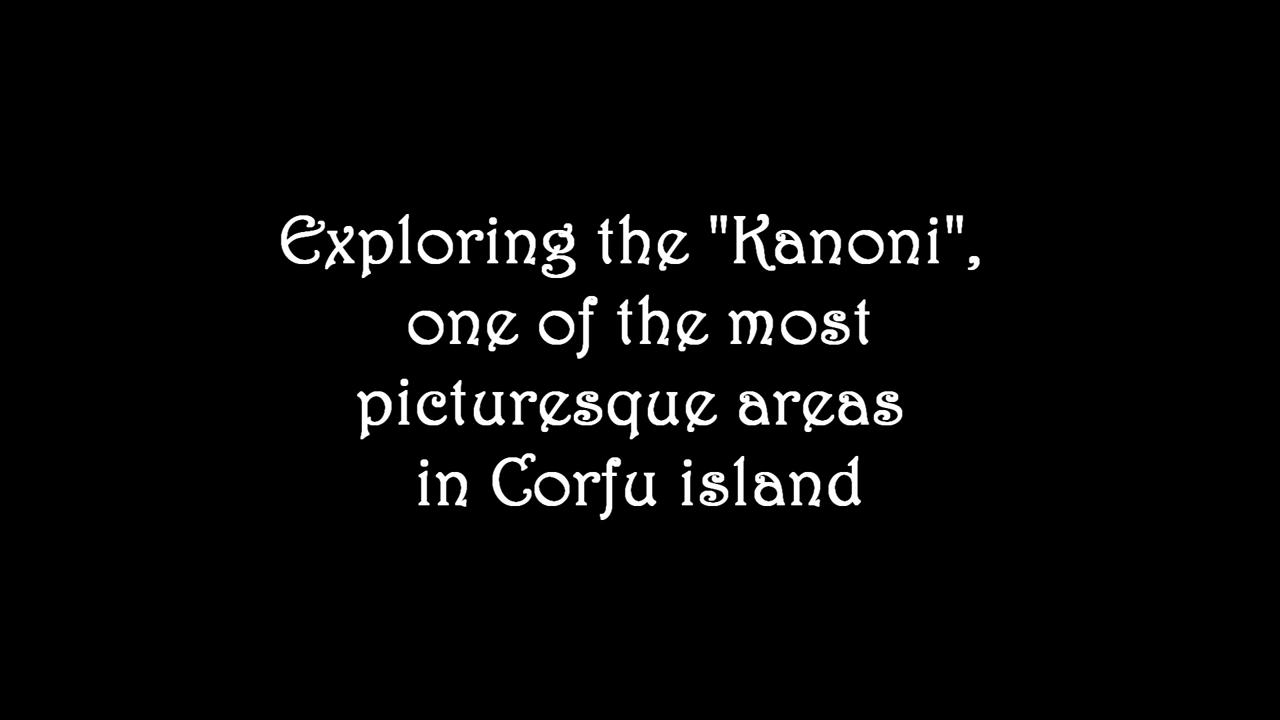 Exploring the "Kanoni",
one of the most
picturesque areas
in Corfu island